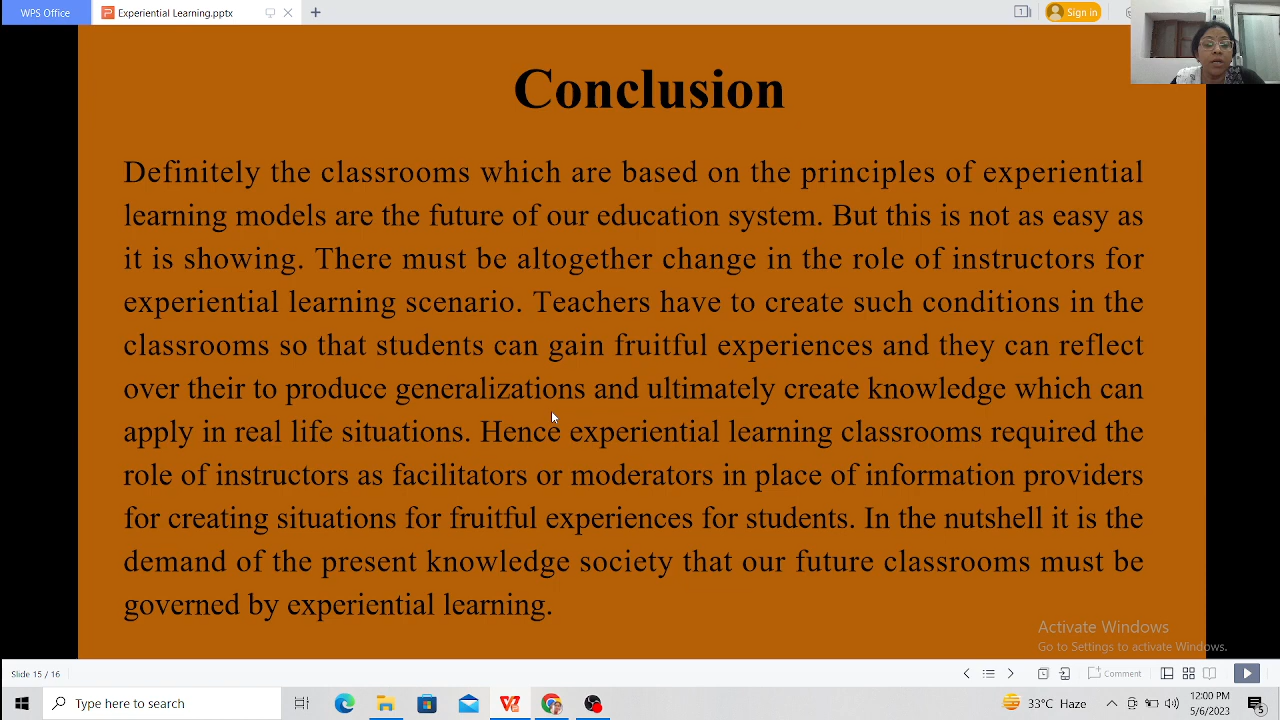 WPS Office
Experiential Learning.pptx
Sign in
Conclusion
Definitely the classrooms which are based on the principles of experiential
learning models are the future of our education system. But this is not as easy as
it is showing. There must be altogether change in the role of instructors for
experiential learning scenario. Teachers have to create such conditions in the
classrooms so that students can gain fruitful experiences and they can reflect
over their to produce generalizations and ultimately create knowledge which can
apply in real life situations. Hence experiential learning classrooms required the
role of instructors as facilitators or moderators in place of information providers
for creating situations for fruitful experiences for students. In the nutshell it is the
demand of the present knowledge society that our future classrooms must be
governed by experiential learning.
Activate Windows
Go to Settings to activate Windows.
Slide 15 / 16
Comment
Type here to search
33°C Haze
12:00 PM
5/6/2023
5